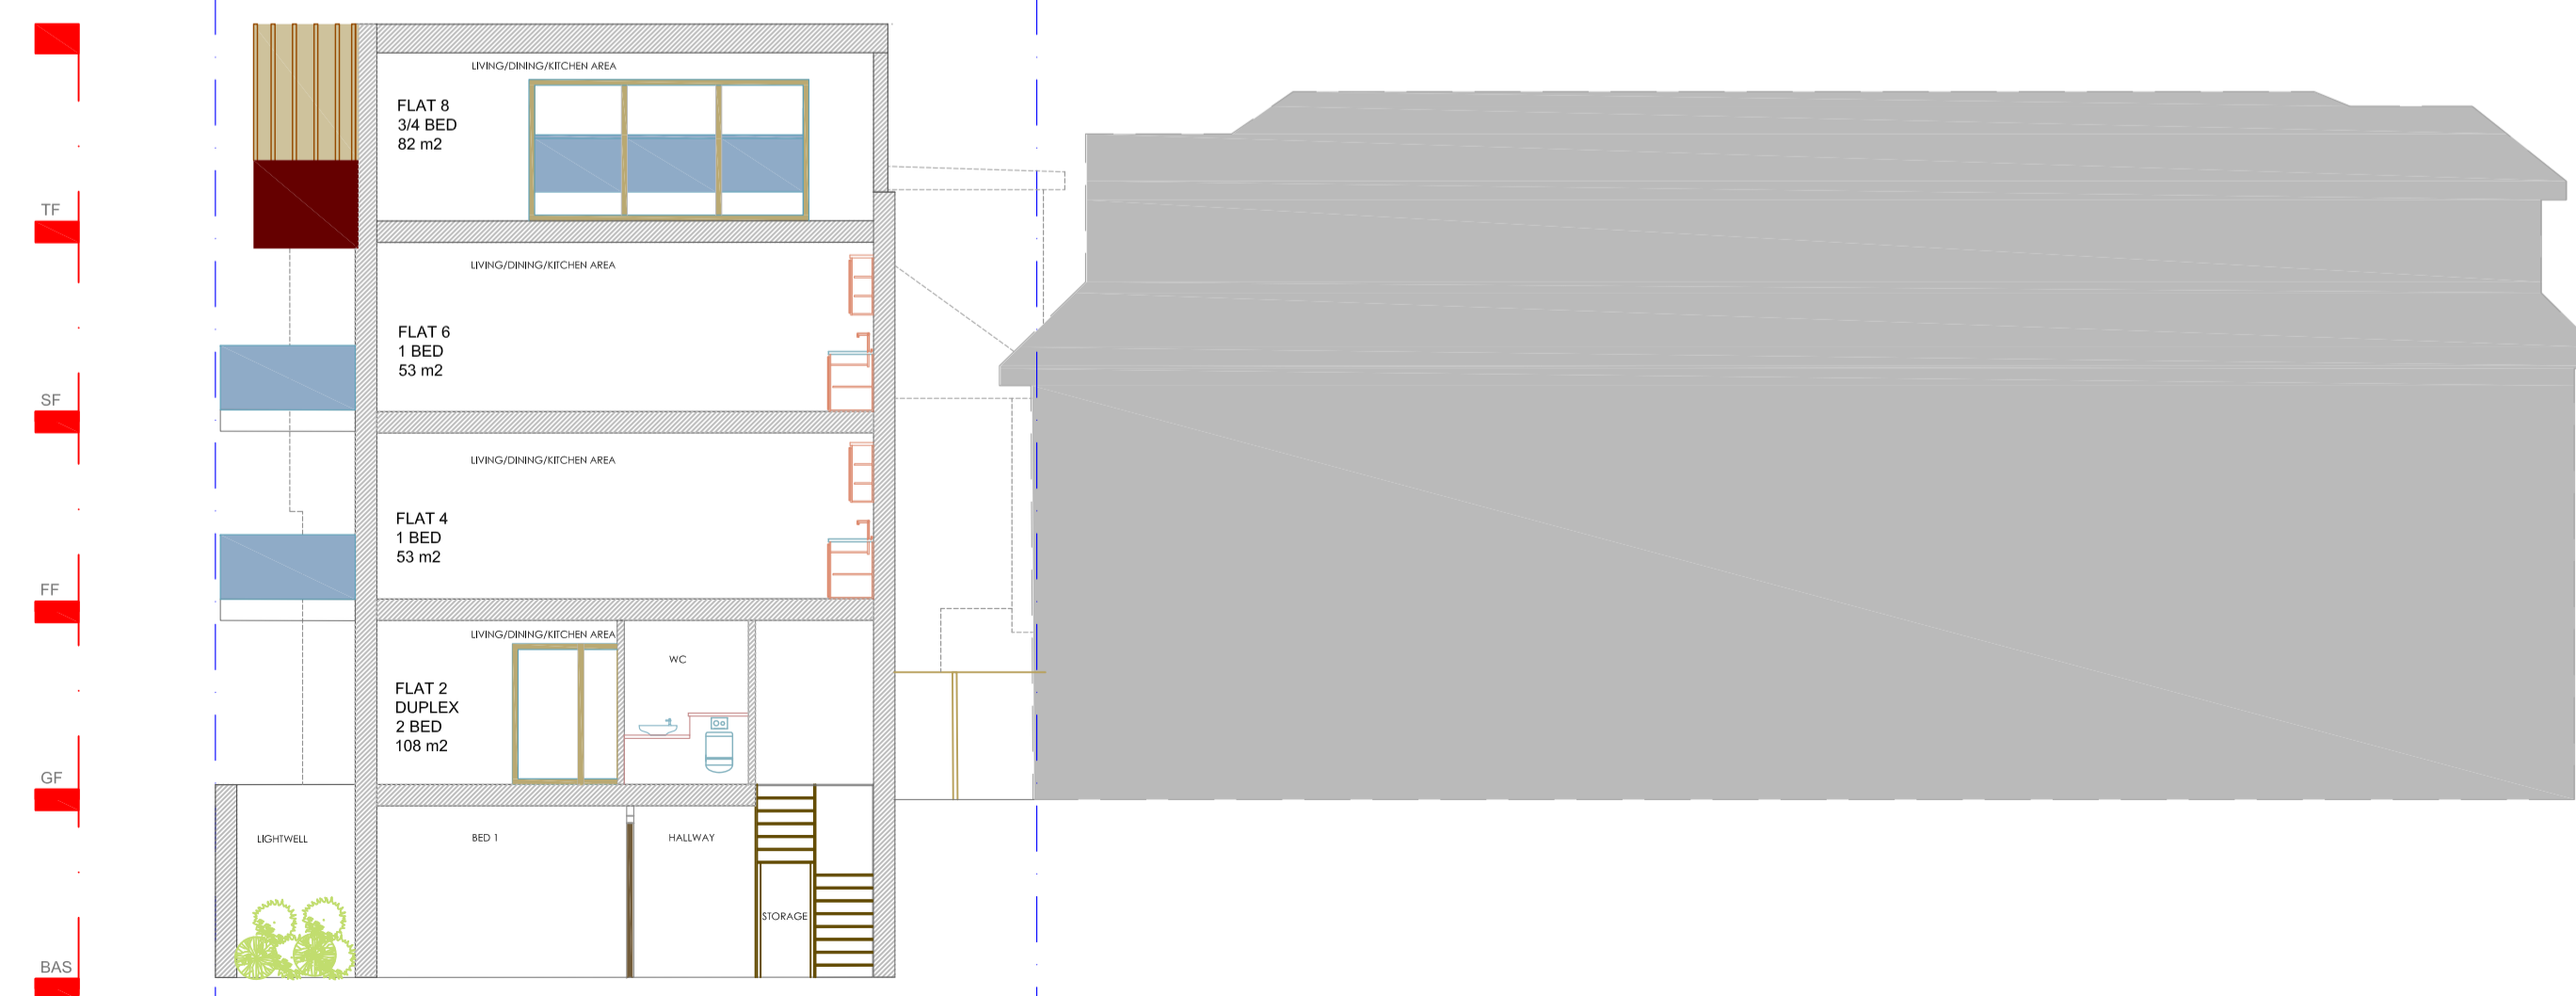 LIVING/DINING/KITCHEN AREA
FLAT 8
3/4 BED
82 m2
TF
LIVING/DINING/KITCHEN AREA
FLAT 6
1 BED
53 m2
SF
LIVING/DINING/KITCHEN AREA
FLAT 4
1 BED
53 m2
FF
LIVING/DINING/KITCHEN AREA
WC
FLAT 2
DUPLEX
2 BED
108 m2
GF
LIGHTWELL
BED 1
HALLWAY
STORAGE
BAS